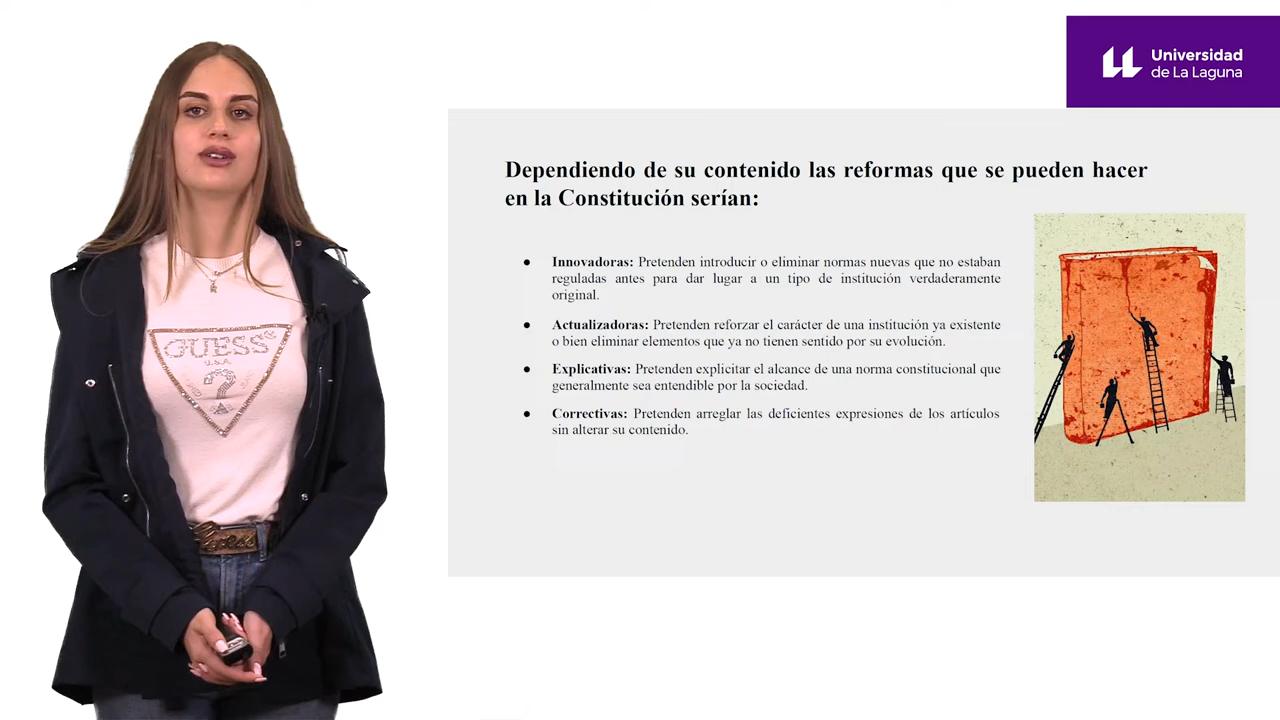 Universidad
de La Laguna
Dependiendo de su contenido las reformas que se pueden hacer
en la Constitución serían:
● Innovadoras: Pretenden introducir o eliminar normas nuevas que no estaban
reguladas antes para dar lugar a un tipo de institución verdaderamente
original.
● Actualizadoras: Pretenden reforzar el carácter de una institución ya existente
o bien eliminar elementos que ya no tienen sentido por su evolución.
● Explicativas: Pretenden explicitar el alcance de una norma constitucional que
generalmente sea entendible por la sociedad.
● Correctivas: Pretenden arreglar las deficientes expresiones de los artículos
sin alterar su contenido.
GUESS
U.S.A.
?
Guess